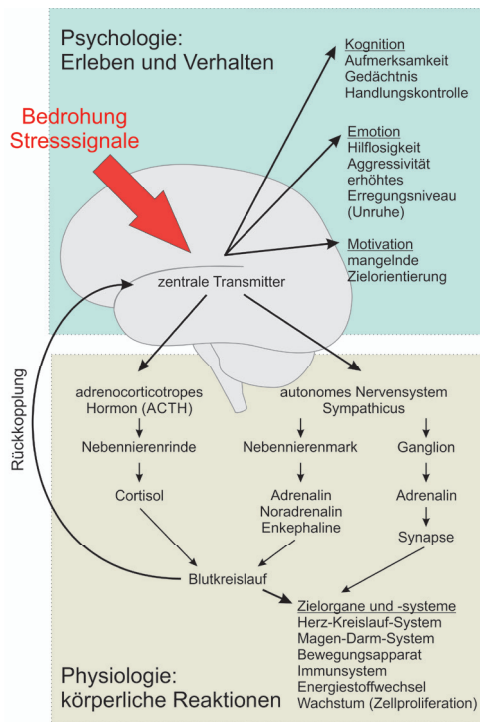 Psychologie:
Erleben und Verhalten
Kognition
Aufmerksamkeit
Gedächtnis
Handlungskontrolle
Bedrohung
Stresssignale
Emotion
Hilflosigkeit
Aggressivität
erhöhtes
Erregungsniveau
(Unruhe)
Motivation
mangelnde
Zielorientierung
zentrale Transmitter
Rückkopplung
adrenocorticotropes
Hormon (ACTH)
autonomes Nervensystem
Sympathicus
Nebennierenrinde
Nebennierenmark
Ganglion
Cortisol
Adrenalin
Noradrenalin
Enkephaline
Adrenalin
Synapse
Blutkreislauf
Zielorgane und -systeme
Herz-Kreislauf-System
Magen-Darm-System
Bewegungsapparat
Immunsystem
Energiestoffwechsel
Wachstum (Zellproliferation)
Physiologie:
körperliche Reaktionen